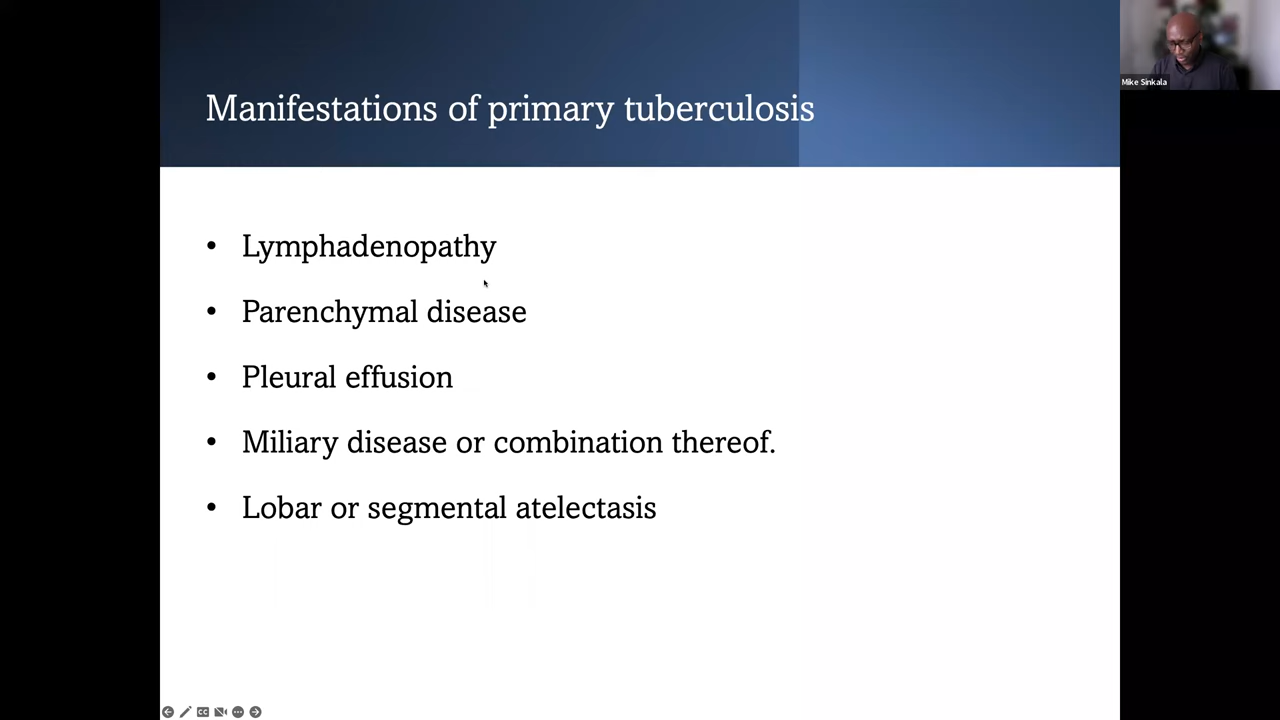 Manifestations of primary tuberculosis
Mike Sinkala
• Lymphadenopathy
• Parenchymal disease
• Pleural effusion
• Miliary disease or combination thereof.
• Lobar or segmental atelectasis
CC